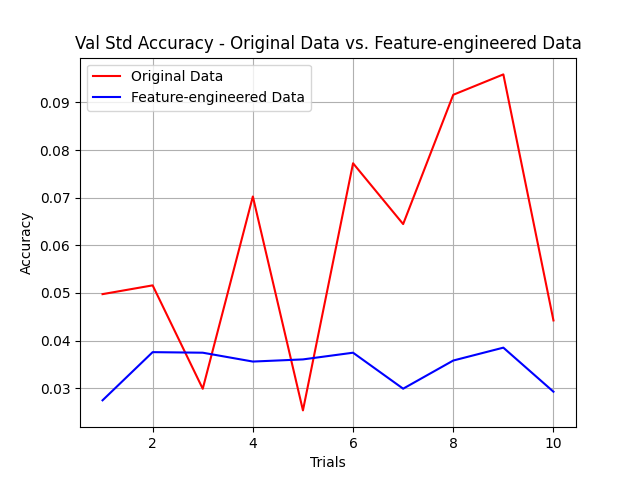 Val Std Accuracy - Original Data vs. Feature-engineered Data
Original Data
Feature-engineered Data
0.09
0.08
0.07
0.06
0.05
0.04
0.03
Accuracy
2
4
6
8
10
Trials